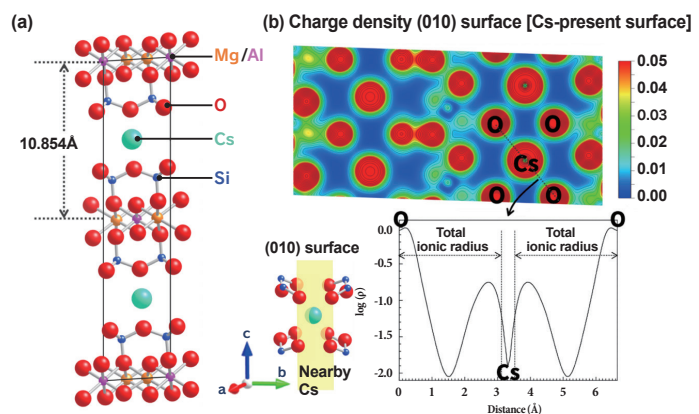 (a)
Mg/Al
O
Cs
Si
10.854Å
(b) Charge density (010) surface [Cs-present surface]
0.05
0.04
0.03
0.02
0.01
0.00
O O
Cs
O O
(010) surface
Nearby
Cs
c
b
a
O O
Total
ionic radius
Total
ionic radius
Cs
log (ρ)
0.0
-0.5
-1.0
-1.5
-2.0
0 1 2 3 4 5 6
Distance (Å)